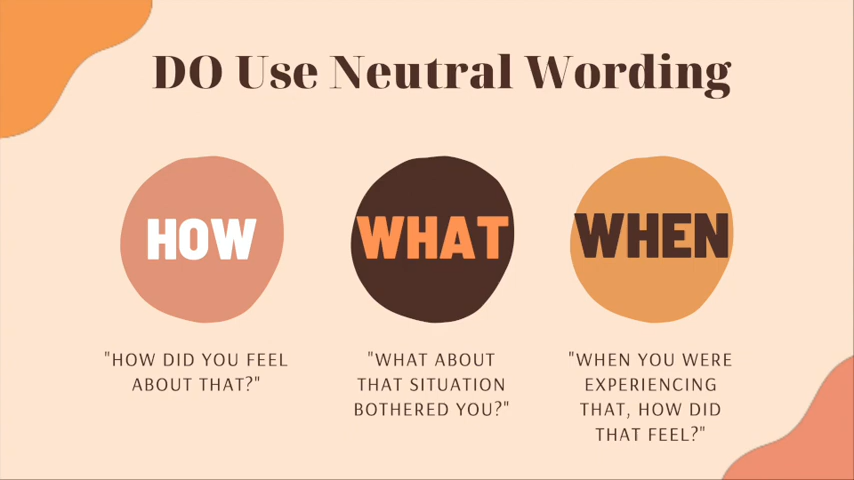 DO Use Neutral Wording
HOW
WHAT
WHEN
"HOW DID YOU FEEL
ABOUT THAT?"
"WHAT ABOUT
THAT SITUATION
BOTHERED YOU?"
"WHEN YOU WERE
EXPERIENCING
THAT, HOW DID
THAT FEEL?"